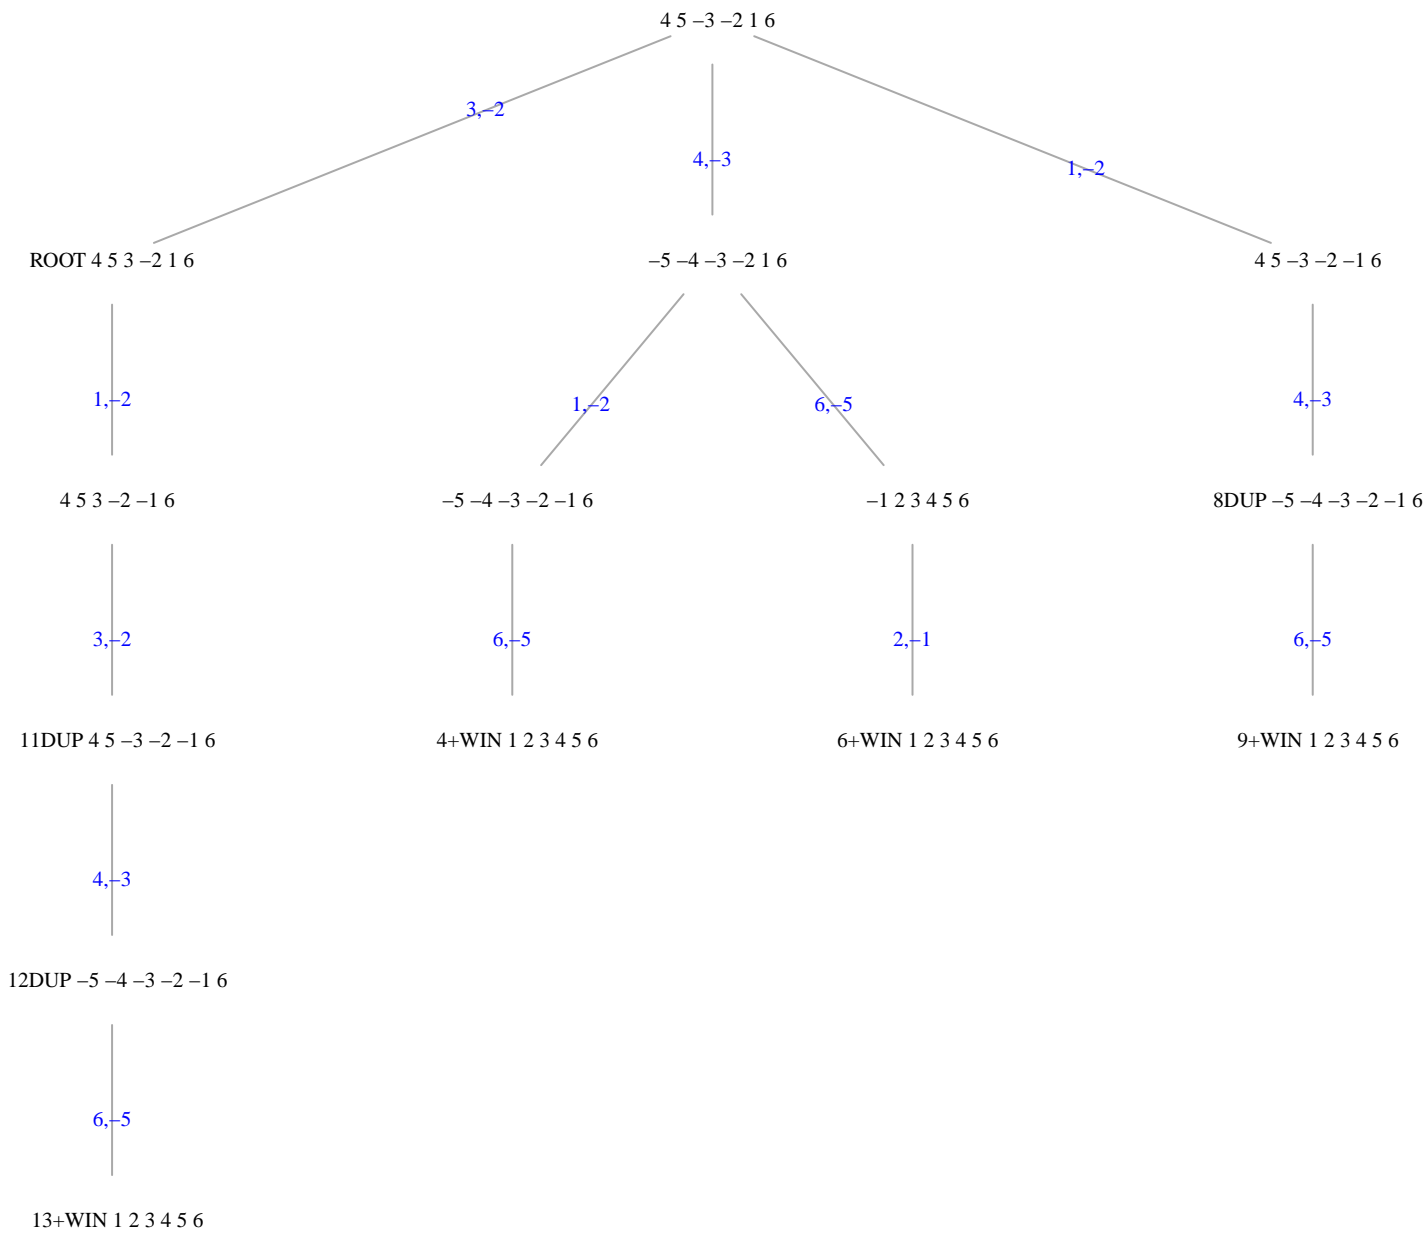 4 5 –3 –2 1 6
3,–2
4,–3
1,–2
ROOT 4 5 3 –2 1 6
–5 –4 –3 –2 1 6
4 5 –3 –2 –1 6
1,–2
1,–2
6,–5
4,–3
4 5 3 –2 –1 6
–5 –4 –3 –2 –1 6
–1 2 3 4 5 6
8DUP –5 –4 –3 –2 –1 6
3,–2
6,–5
2,–1
6,–5
11DUP 4 5 –3 –2 –1 6
4+WIN 1 2 3 4 5 6
6+WIN 1 2 3 4 5 6
9+WIN 1 2 3 4 5 6
4,–3
12DUP –5 –4 –3 –2 –1 6
6,–5
13+WIN 1 2 3 4 5 6